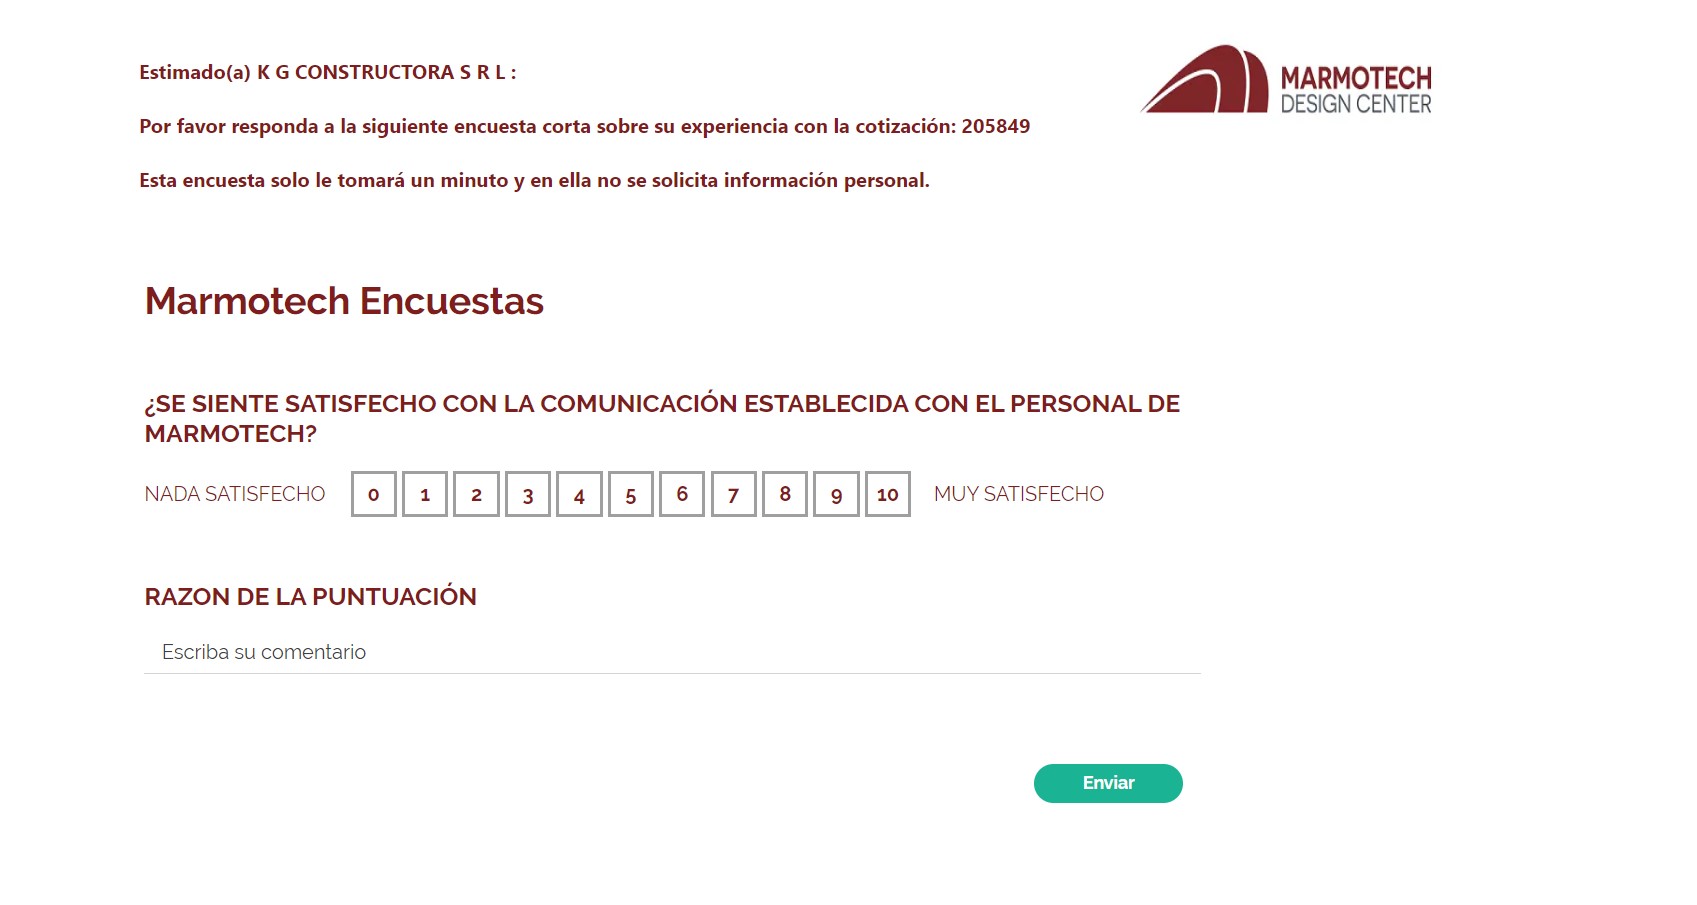 Estimado(a) K G CONSTRUCTORA S R L :
MARMOTECH
DESIGN CENTER
Por favor responda a la siguiente encuesta corta sobre su experiencia con la cotización: 205849
Esta encuesta solo le tomará un minuto y en ella no se solicita información personal.
Marmotech Encuestas
¿SE SIENTE SATISFECHO CON LA COMUNICACIÓN ESTABLECIDA CON EL PERSONAL DE
MARMOTECH?
NADA SATISFECHO 0 1 2 3 4 5 6 7 8 9 10 MUY SATISFECHO
RAZON DE LA PUNTUACIÓN
Escriba su comentario
Enviar